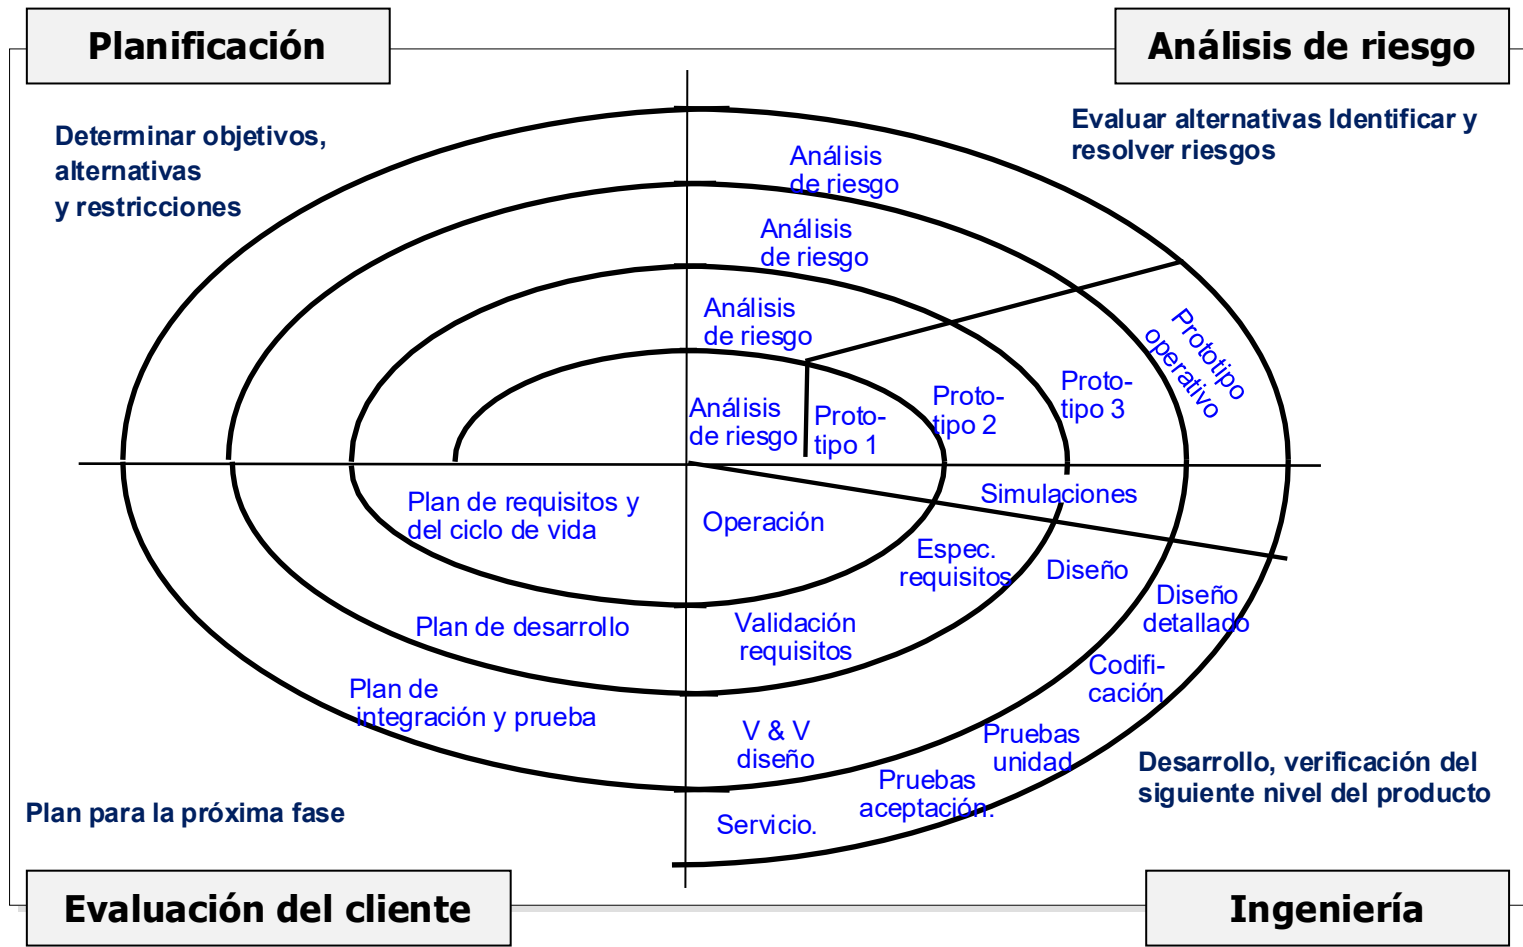 Planificación
Análisis de riesgo
Determinar objetivos,
alternativas
y restricciones
Evaluar alternativas Identificar y
resolver riesgos
Análisis
de riesgo
Análisis
de riesgo
Análisis
de riesgo
Análisis
de riesgo
Proto-
tipo 1
Proto-
tipo 2
Proto-
tipo 3
Prototipo
operativo
Plan de requisitos y
del ciclo de vida
Operación
Simulaciones
Espec.
requisitos
Diseño
Diseño
detallado
Plan de desarrollo
Validación
requisitos
Codifi-
cación
Plan de
integración y prueba
V & V
diseño
Pruebas
unidad
Pruebas
aceptación.
Servicio.
Desarrollo, verificación del
siguiente nivel del producto
Plan para la próxima fase
Evaluación del cliente
Ingeniería